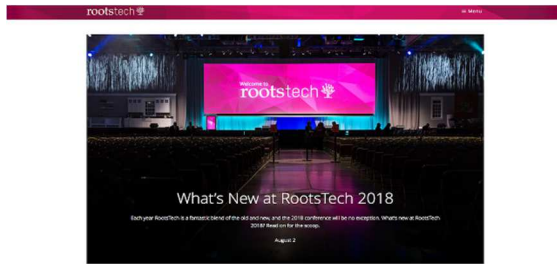 rootstech
≡ Menu
Welcome to
rootstech
What's New at RootsTech 2018
Each year RootsTech is a fantastic blend of the old and new, and the 2018 conference will be no exception. What's new at RootsTech
2018? Read on for the scoop.
August 2